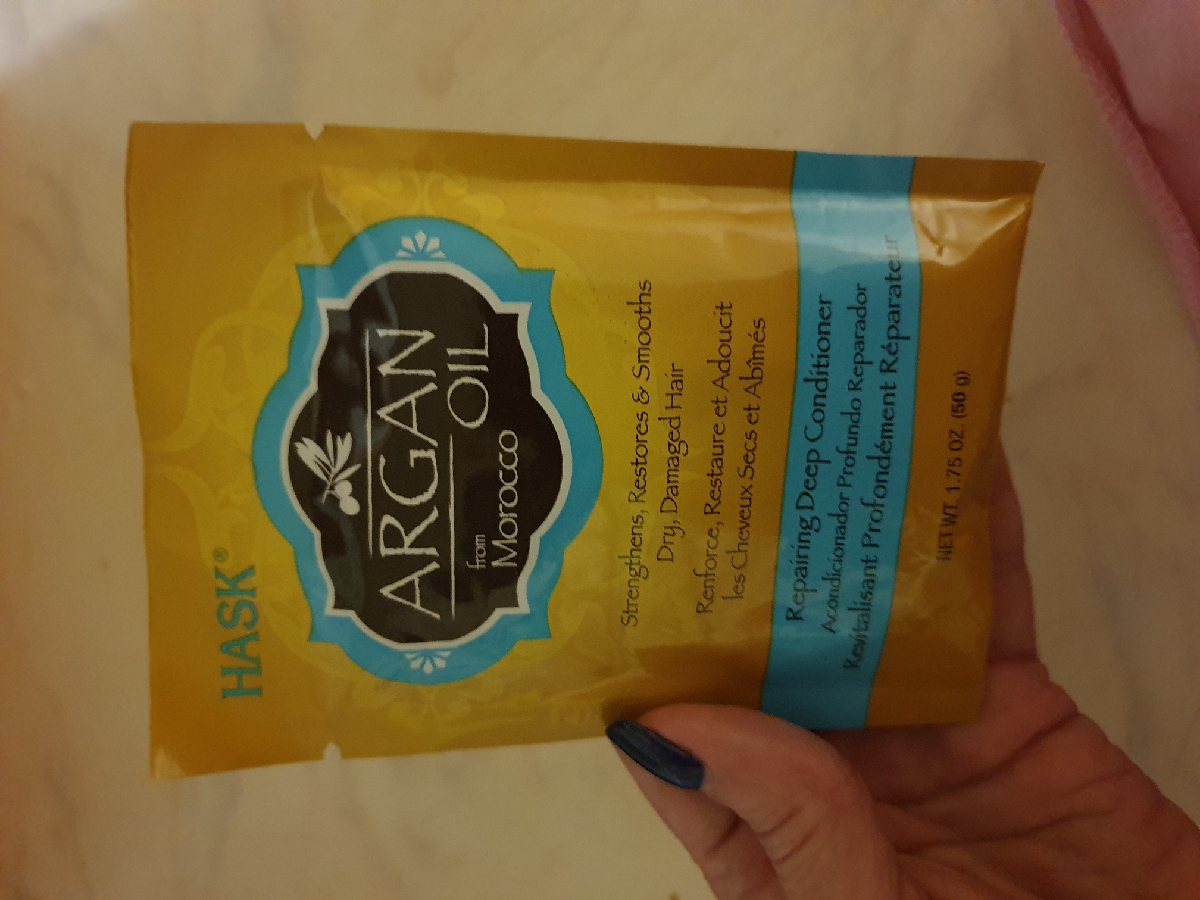 HASK®
ARGAN
OIL
from
Morocco
Strengthens, Restores & Smooths
Dry, Damaged Hair
Renforce, Restaure et Adoucit
les Cheveux Secs et Abîmés
Repairing Deep Conditioner
Acondicionador Profundo Reparador
Revitalisant Profondément Réparateur
NET WT. 1.75 OZ. (50 g)